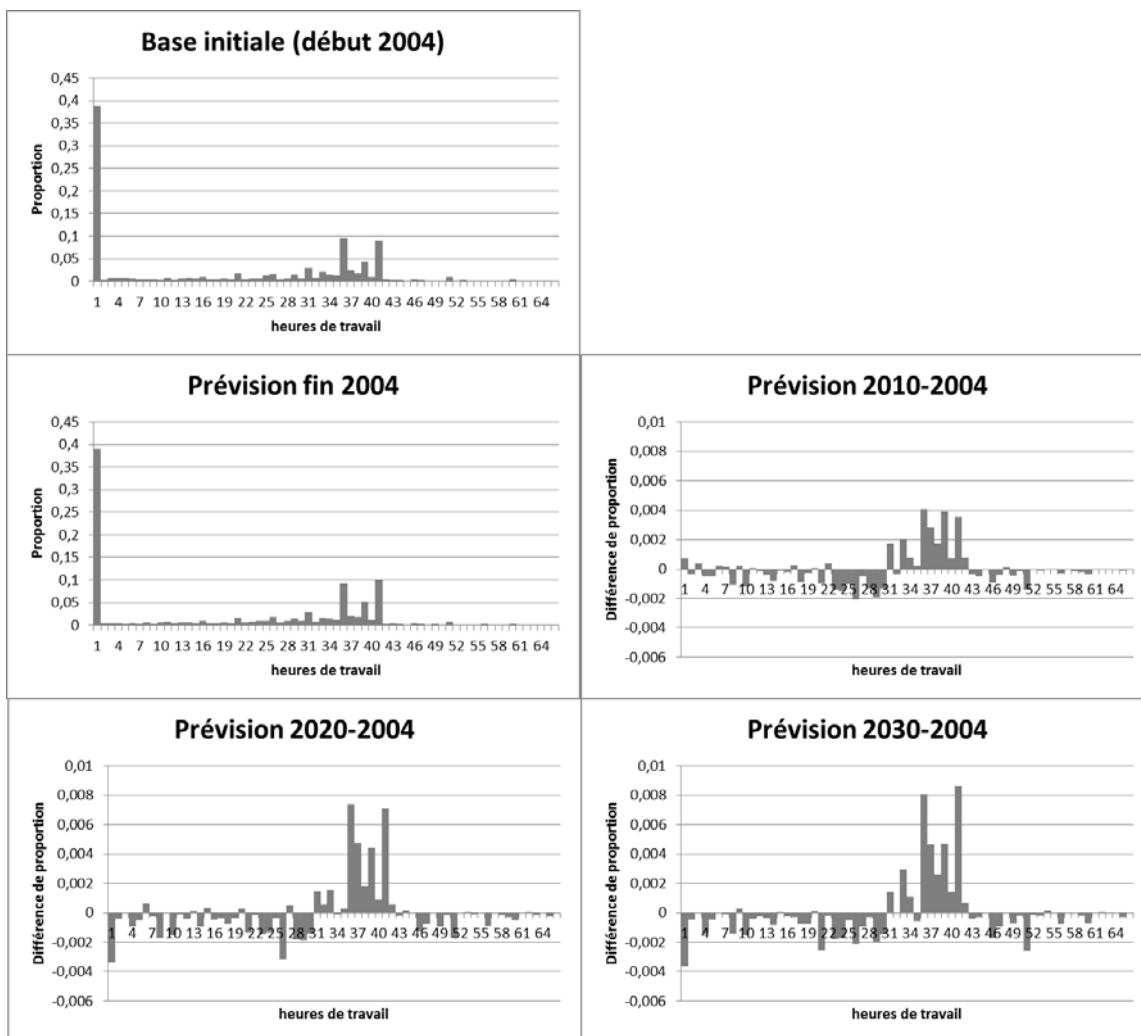 Base initiale (début 2004)
Proportion
0,45
0,4
0,35
0,3
0,25
0,2
0,15
0,1
0,05
0
1 4 7 10 13 16 19 22 25 28 31 34 37 40 43 46 49 52 55 58 61 64
heures de travail
Prévision fin 2004
Proportion
0,45
0,4
0,35
0,3
0,25
0,2
0,15
0,1
0,05
0
1 4 7 10 13 16 19 22 25 28 31 34 37 40 43 46 49 52 55 58 61 64
heures de travail
Prévision 2010-2004
Différence de proportion
0,01
0,008
0,006
0,004
0,002
0
-0,002
-0,004
-0,006
1 4 7 10 13 16 19 22 25 28 31 34 37 40 43 46 49 52 55 58 61 64
heures de travail
Prévision 2020-2004
Différence de proportion
0,01
0,008
0,006
0,004
0,002
0
-0,002
-0,004
-0,006
1 4 7 10 13 16 19 22 25 28 31 34 37 40 43 46 49 52 55 58 61 64
heures de travail
Prévision 2030-2004
Différence de proportion
0,01
0,008
0,006
0,004
0,002
0
-0,002
-0,004
-0,006
1 4 7 10 13 16 19 22 25 28 31 34 37 40 43 46 49 52 55 58 61 64
heures de travail